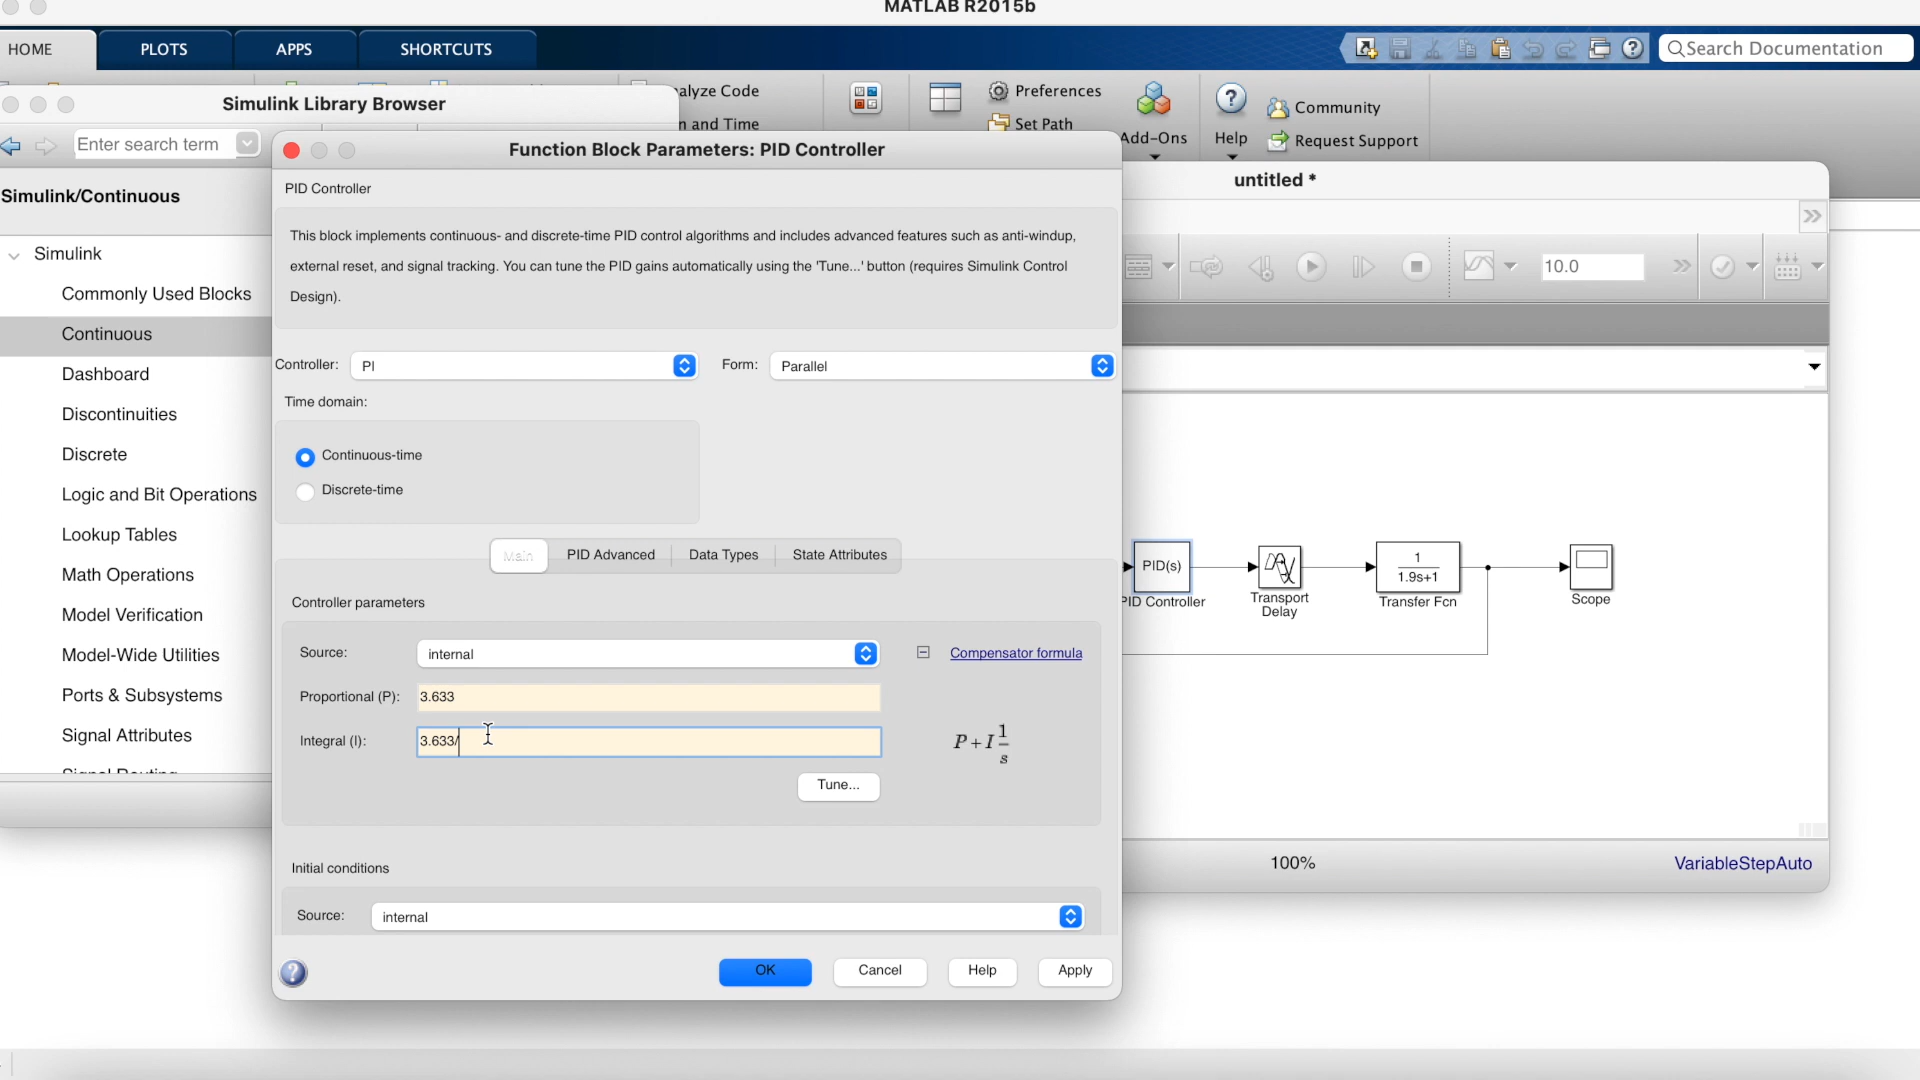 MATLAB R2015b
HOME
PLOTS
APPS
SHORTCUTS
Search Documentation
alyze Code
n and Time
Preferences
Set Path
Add-Ons
Help
Community
Request Support
Simulink Library Browser
Enter search term
Simulink/Continuous
Simulink
Commonly Used Blocks
Continuous
Dashboard
Discontinuities
Discrete
Logic and Bit Operations
Lookup Tables
Math Operations
Model Verification
Model-Wide Utilities
Ports & Subsystems
Signal Attributes
Function Block Parameters: PID Controller
PID Controller
This block implements continuous- and discrete-time PID control algorithms and includes advanced features such as anti-windup,
external reset, and signal tracking. You can tune the PID gains automatically using the 'Tune...' button (requires Simulink Control
Design).
Controller: PI Form: Parallel
Time domain:
Continuous-time
Discrete-time
Main PID Advanced Data Types State Attributes
Controller parameters
Source: internal
Compensator formula
Proportional (P): 3.633
Integral (I): 3.633/
P + I 1/s
Tune...
Initial conditions
Source: internal
OK Cancel Help Apply
untitled *
10.0
PID(s)
PID Controller
Transport
Delay
1
1.9s+1
Transfer Fcn
Scope
100%
VariableStepAuto